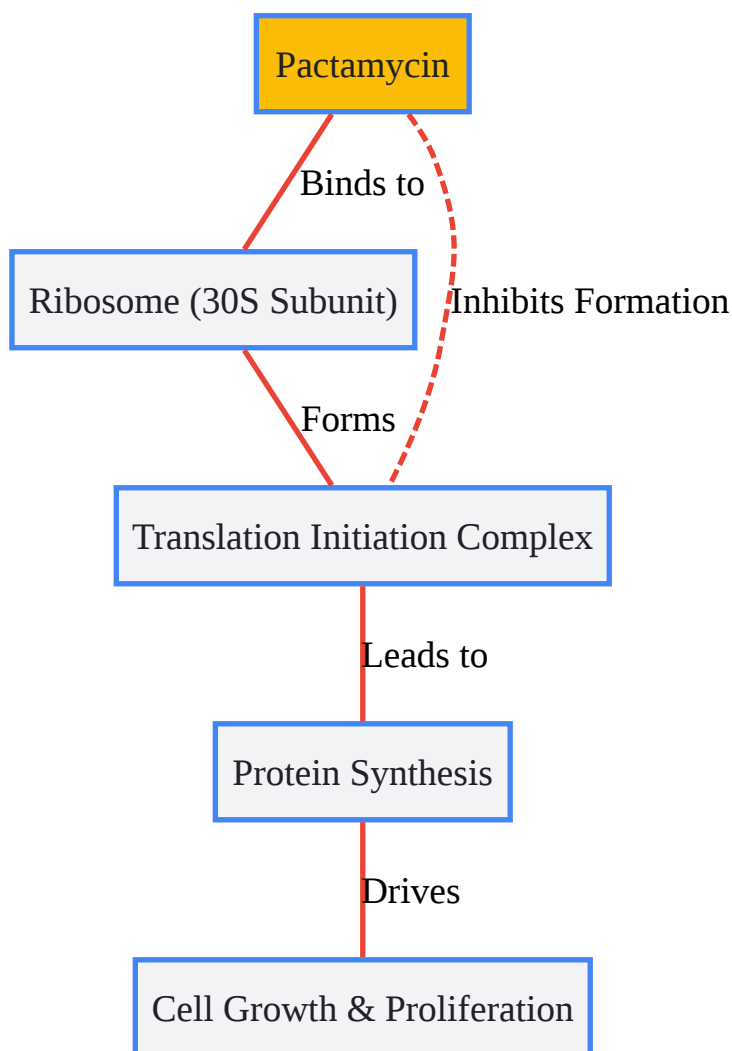 Pactamycin
Binds to
Ribosome (30S Subunit)
Inhibits Formation
Forms
Translation Initiation Complex
Leads to
Protein Synthesis
Drives
Cell Growth & Proliferation